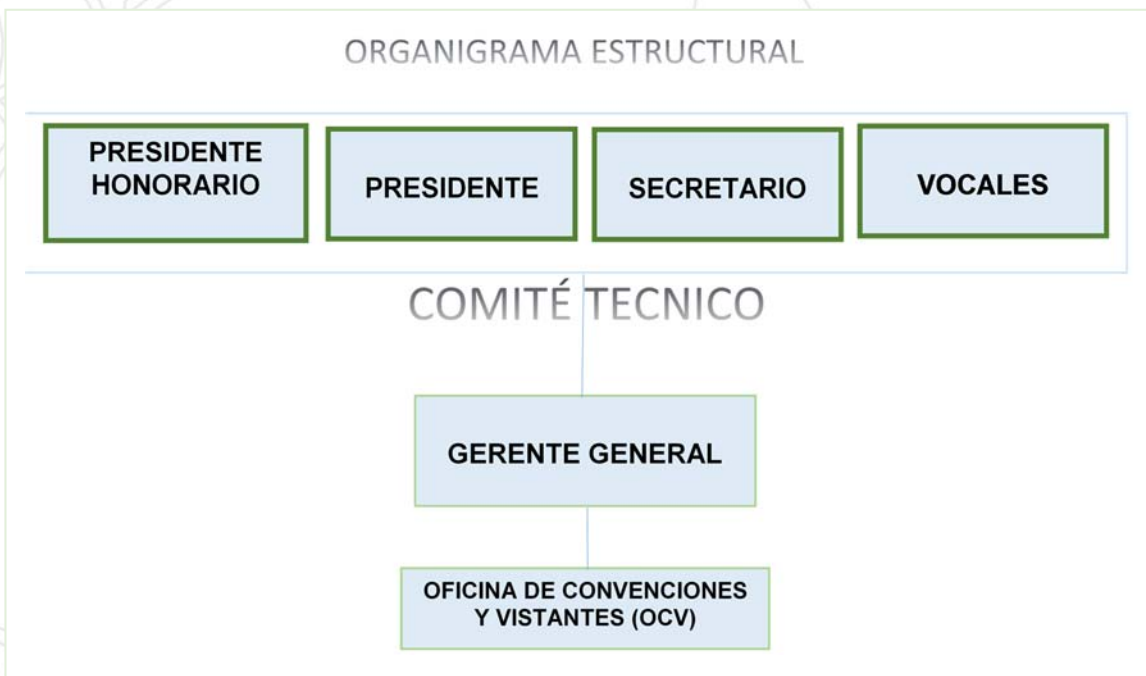 ORGANIGRAMA ESTRUCTURAL
PRESIDENTE
HONORARIO
PRESIDENTE
SECRETARIO
VOCALES
COMITÉ TECNICO
GERENTE GENERAL
OFICINA DE CONVENCIONES
Y VISTANTES (OCV)